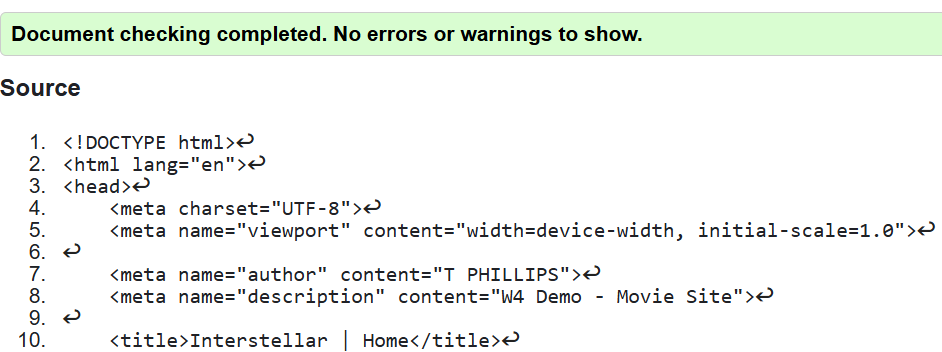 Document checking completed. No errors or warnings to show.
Source
1. <!DOCTYPE html>↩
2. <html lang="en">↩
3. <head>↩
4.     <meta charset="UTF-8">↩
5.     <meta name="viewport" content="width=device-width, initial-scale=1.0">↩
6. ↩
7.     <meta name="author" content="T PHILLIPS">↩
8.     <meta name="description" content="W4 Demo - Movie Site">↩
9. ↩
10.     <title>Interstellar | Home</title>↩